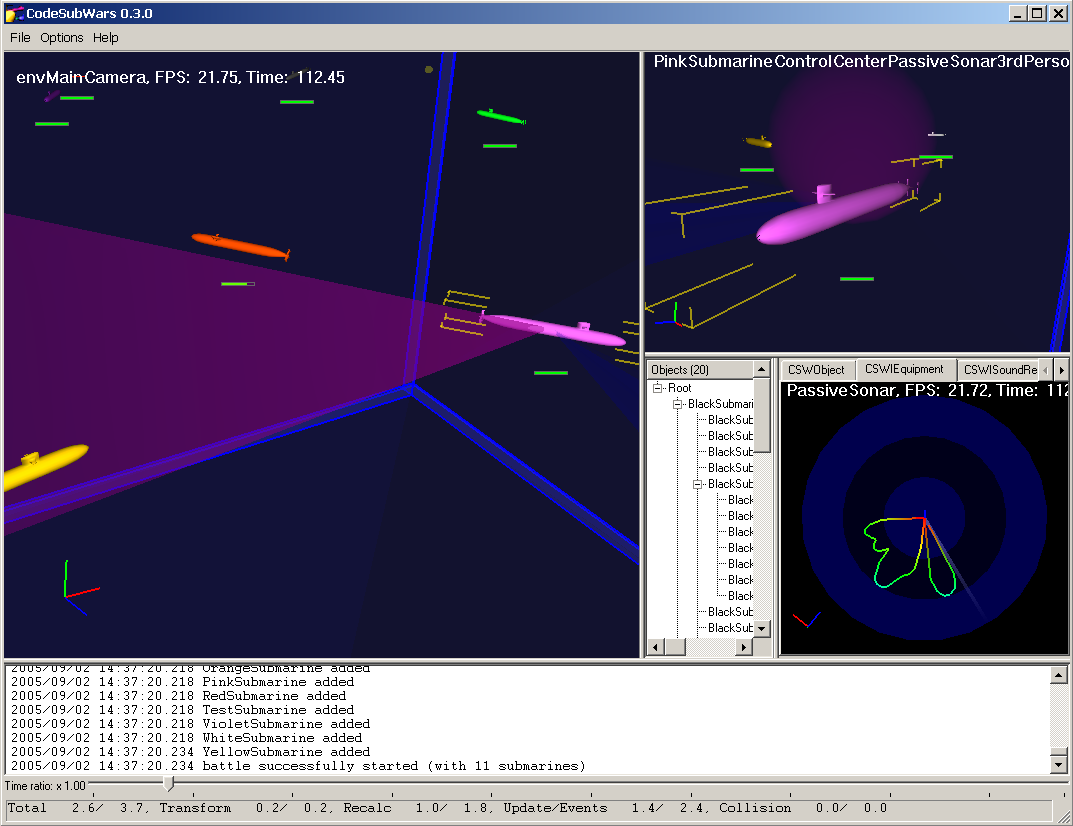 CodeSubWars 0.3.0
File Options Help
envMainCamera, FPS: 21.75, Time: 112.45
PinkSubmarineControlCenterPassiveSonar3rdPerso
Objects (20)
Root
BlackSubmari
BlackSub
BlackSub
BlackSub
BlackSub
BlackSub
Black
Black
Black
Black
Black
Black
Black
BlackSub
BlackSub
CSWObject CSWIEquipment CSWISoundRe
PassiveSonar, FPS: 21.72, Time: 112
2005/09/02 14:37:20.218 OrangeSubmarine added
2005/09/02 14:37:20.218 PinkSubmarine added
2005/09/02 14:37:20.218 RedSubmarine added
2005/09/02 14:37:20.218 TestSubmarine added
2005/09/02 14:37:20.218 VioletSubmarine added
2005/09/02 14:37:20.218 WhiteSubmarine added
2005/09/02 14:37:20.234 YellowSubmarine added
2005/09/02 14:37:20.234 battle successfully started (with 11 submarines)
Time ratio: x 1.00
Total 2.6/ 3.7, Transform 0.2/ 0.2, Recalc 1.0/ 1.8, Update/Events 1.4/ 2.4, Collision 0.0/ 0.0